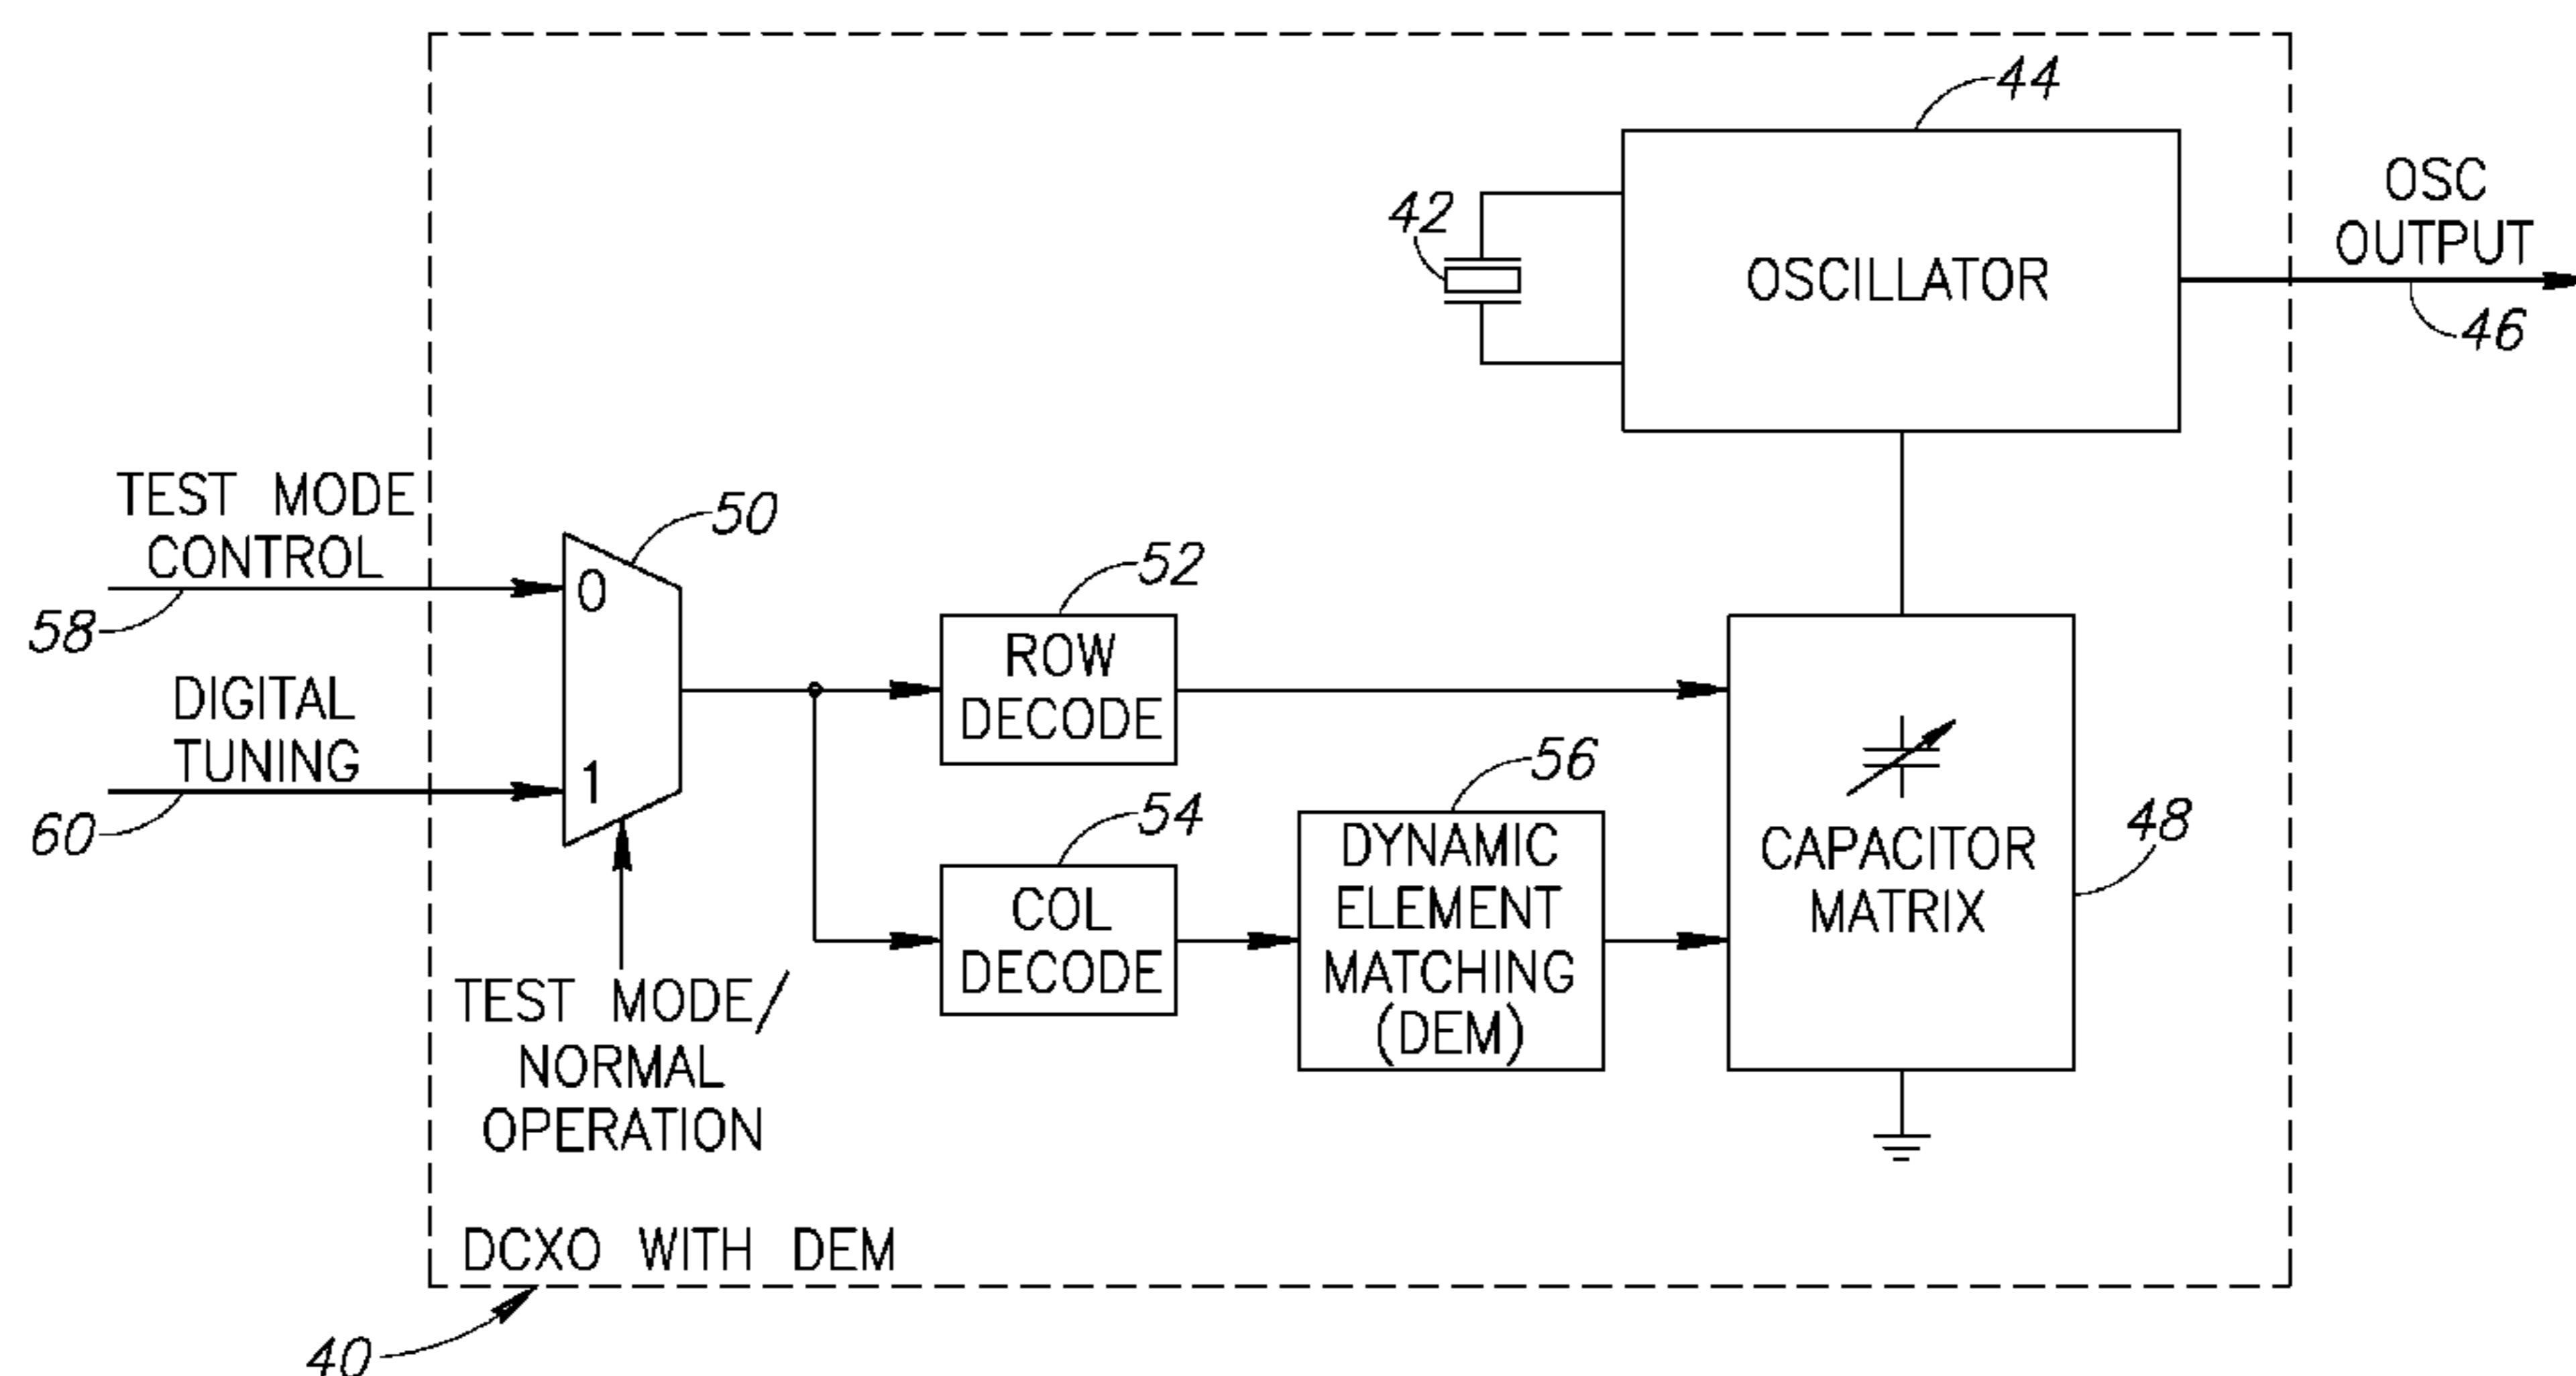 44
OSC
OUTPUT
42
OSCILLATOR
46
TEST MODE
CONTROL
50
0
58
52
ROW
DECODE
DIGITAL
TUNING
1
60
56
54
COL
DECODE
DYNAMIC
ELEMENT
MATCHING
(DEM)
CAPACITOR
MATRIX
48
TEST MODE/
NORMAL
OPERATION
DCXO WITH DEM
40